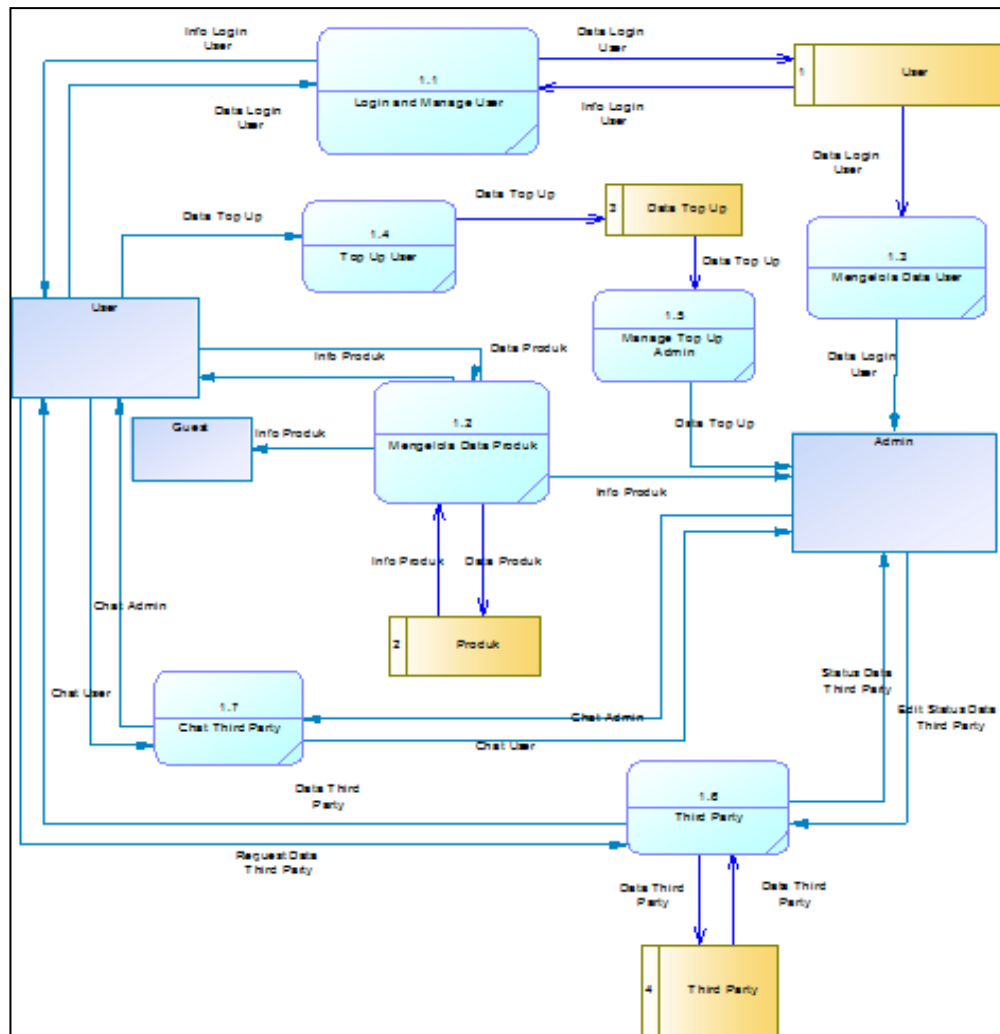 Info Login
User
Data Login
User
1.1
Login and Manage User
Data Login
User
Info Login
User
1
User
Data Login
User
Data Top Up
1.4
Top Up User
Data Top Up
3
Data Top Up
Data Top Up
1.3
Mengelola Data User
User
1.5
Manage Top Up
Admin
Data Login
User
Info Produk
Data Produk
Data Top Up
Guest
Info Produk
1.2
Mengelola Data Produk
Info Produk
Admin
Info Produk
Data Produk
Chat Admin
2
Produk
Chat User
1.7
Chat Third Party
Chat Admin
Chat User
Status Data
Third Party
Edit Status Data
Third Party
Data Third
Party
1.6
Third Party
Request Data
Third Party
Data Third
Party
Data Third
Party
4
Third Party